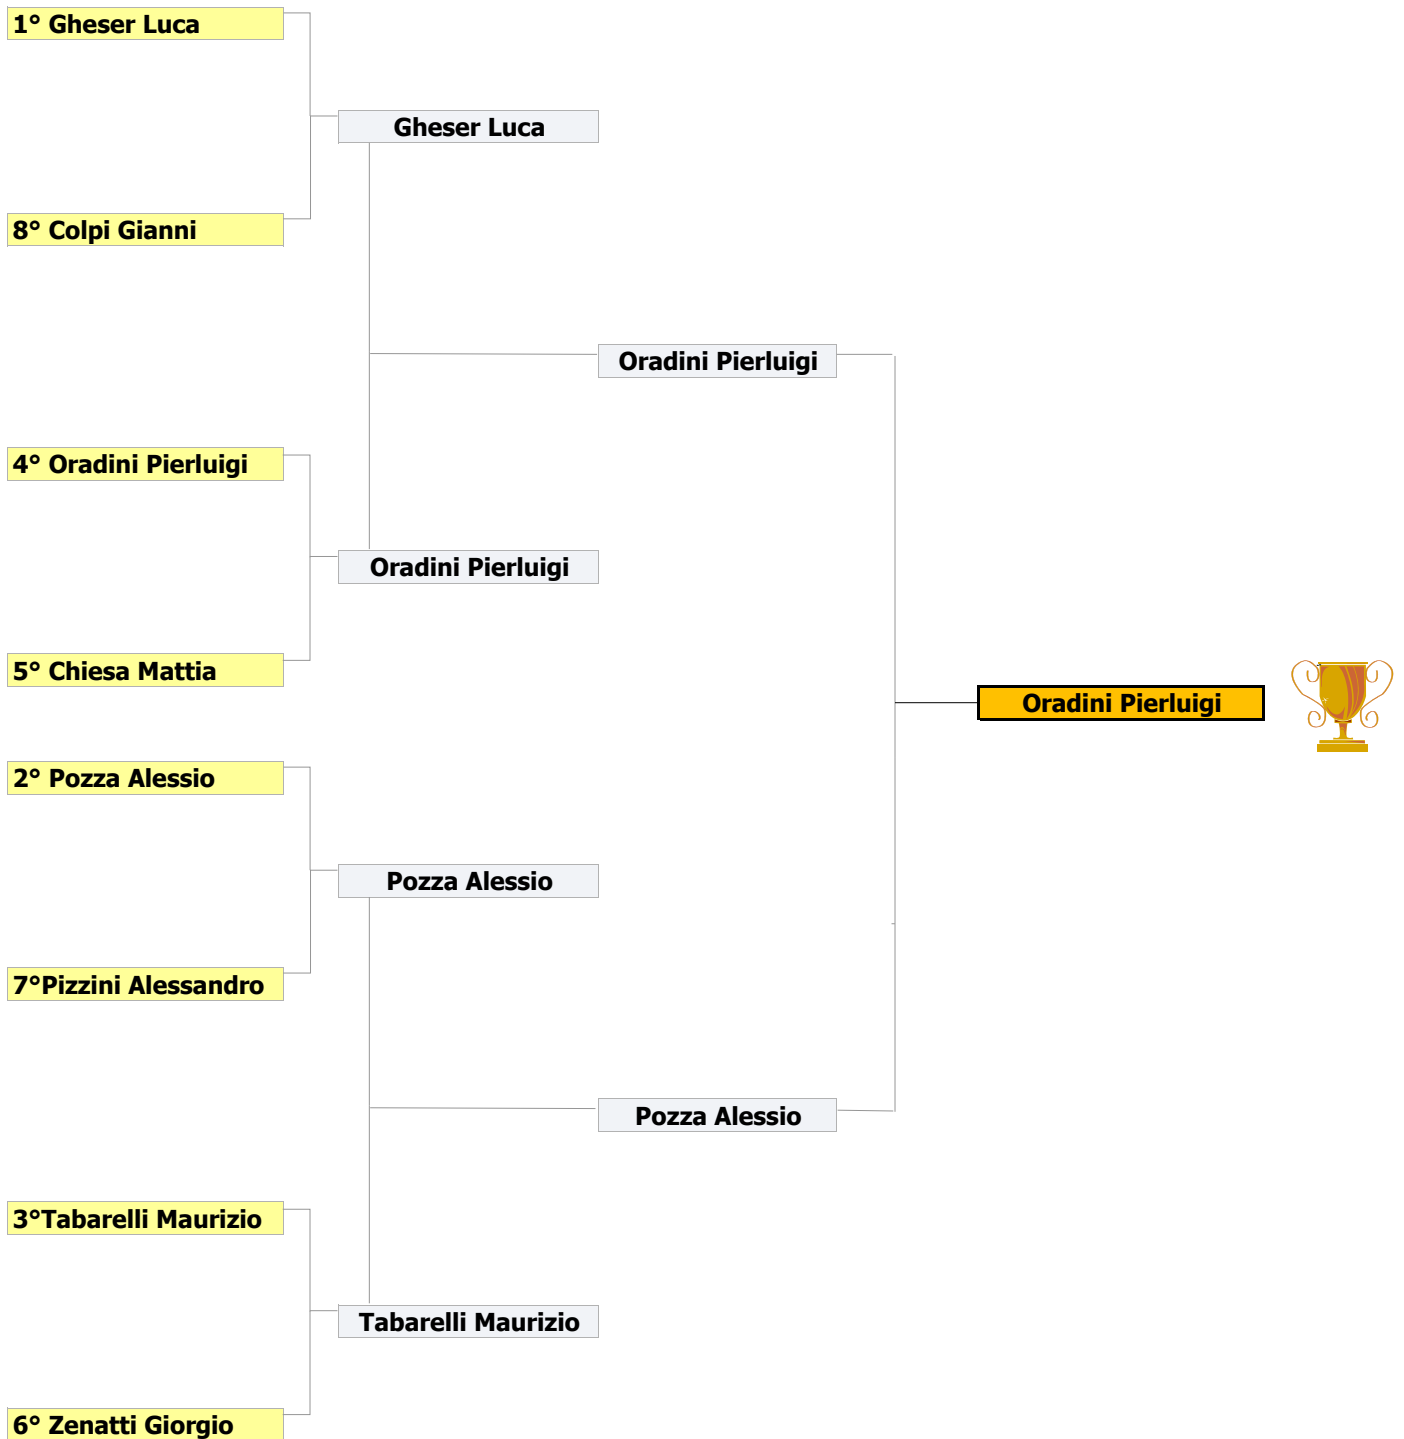 1° Gheser Luca
Gheser Luca
8° Colpi Gianni
Oradini Pierluigi
4° Oradini Pierluigi
Oradini Pierluigi
5° Chiesa Mattia
Oradini Pierluigi
2° Pozza Alessio
Pozza Alessio
7°Pizzini Alessandro
Pozza Alessio
3°Tabarelli Maurizio
Tabarelli Maurizio
6° Zenatti Giorgio